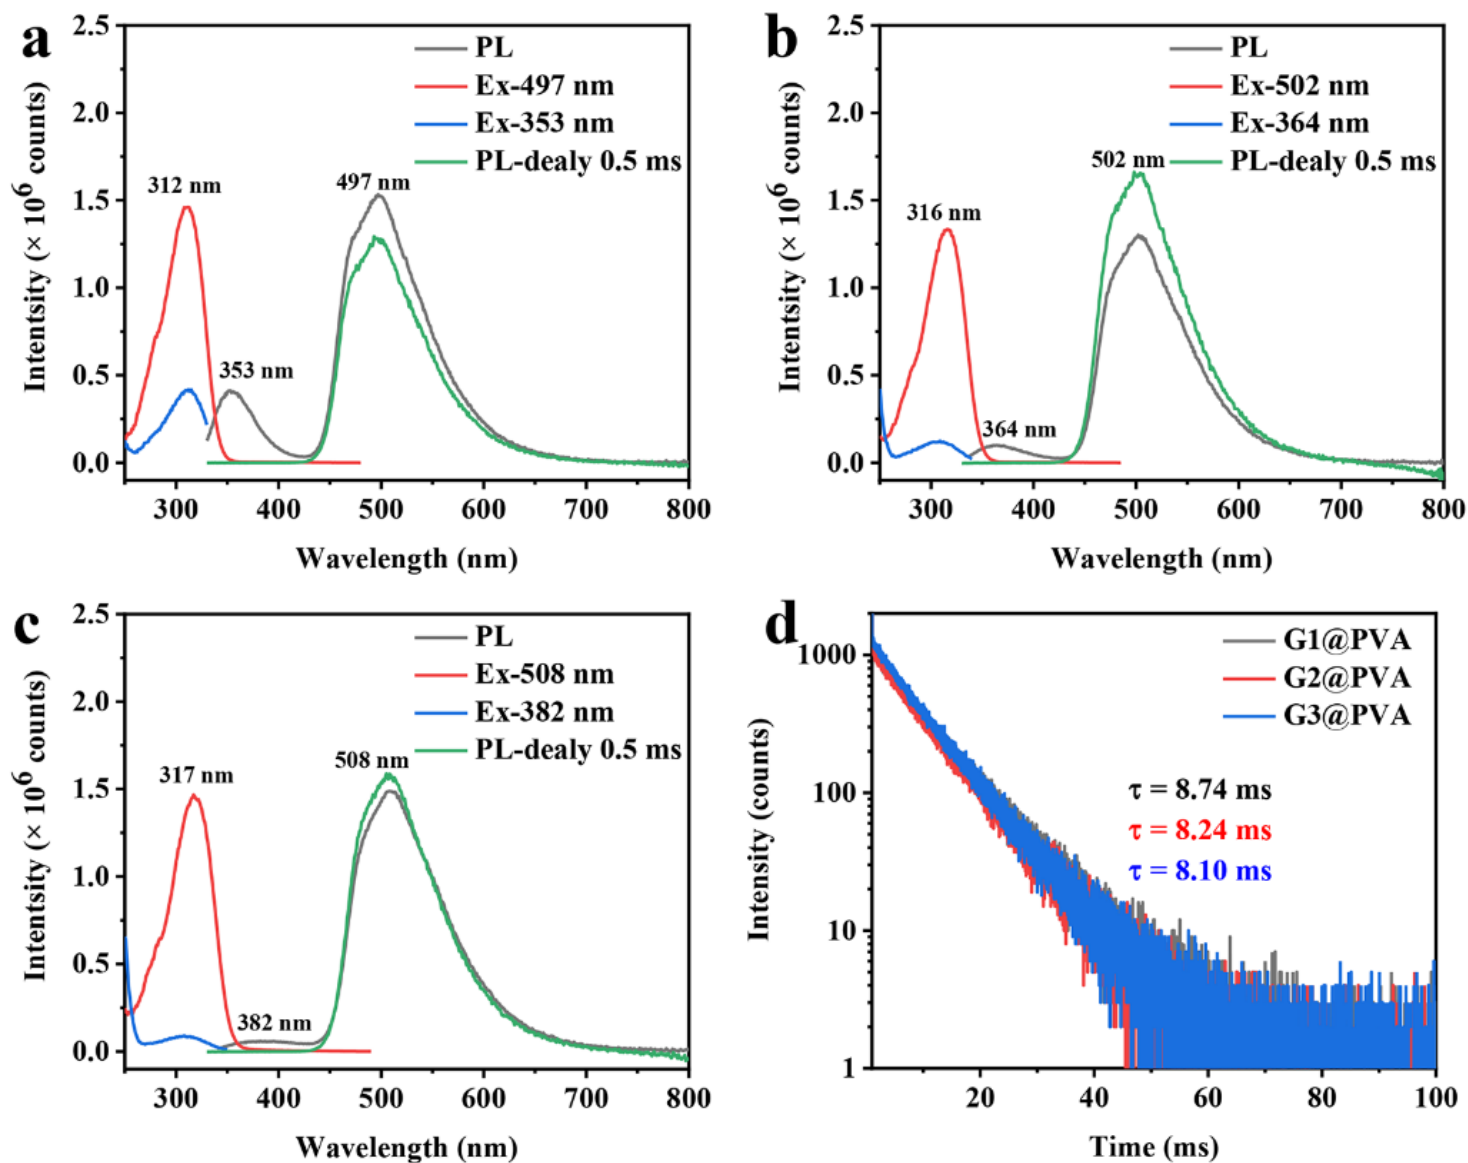 a
PL
Ex-497 nm
Ex-353 nm
PL-dealy 0.5 ms
312 nm
497 nm
353 nm
2.5
2.0
1.5
1.0
0.5
0.0
Intentsity (× 10⁶ counts)
300 400 500 600 700 800
Wavelength (nm)
b
PL
Ex-502 nm
Ex-364 nm
PL-dealy 0.5 ms
502 nm
316 nm
364 nm
2.5
2.0
1.5
1.0
0.5
0.0
Intentsity (× 10⁶ counts)
300 400 500 600 700 800
Wavelength (nm)
c
PL
Ex-508 nm
Ex-382 nm
PL-dealy 0.5 ms
317 nm
508 nm
382 nm
2.5
2.0
1.5
1.0
0.5
0.0
Intentsity (× 10⁶ counts)
300 400 500 600 700 800
Wavelength (nm)
d
G1@PVA
G2@PVA
G3@PVA
τ = 8.74 ms
τ = 8.24 ms
τ = 8.10 ms
1000
100
10
1
Intensity (counts)
20 40 60 80 100
Time (ms)